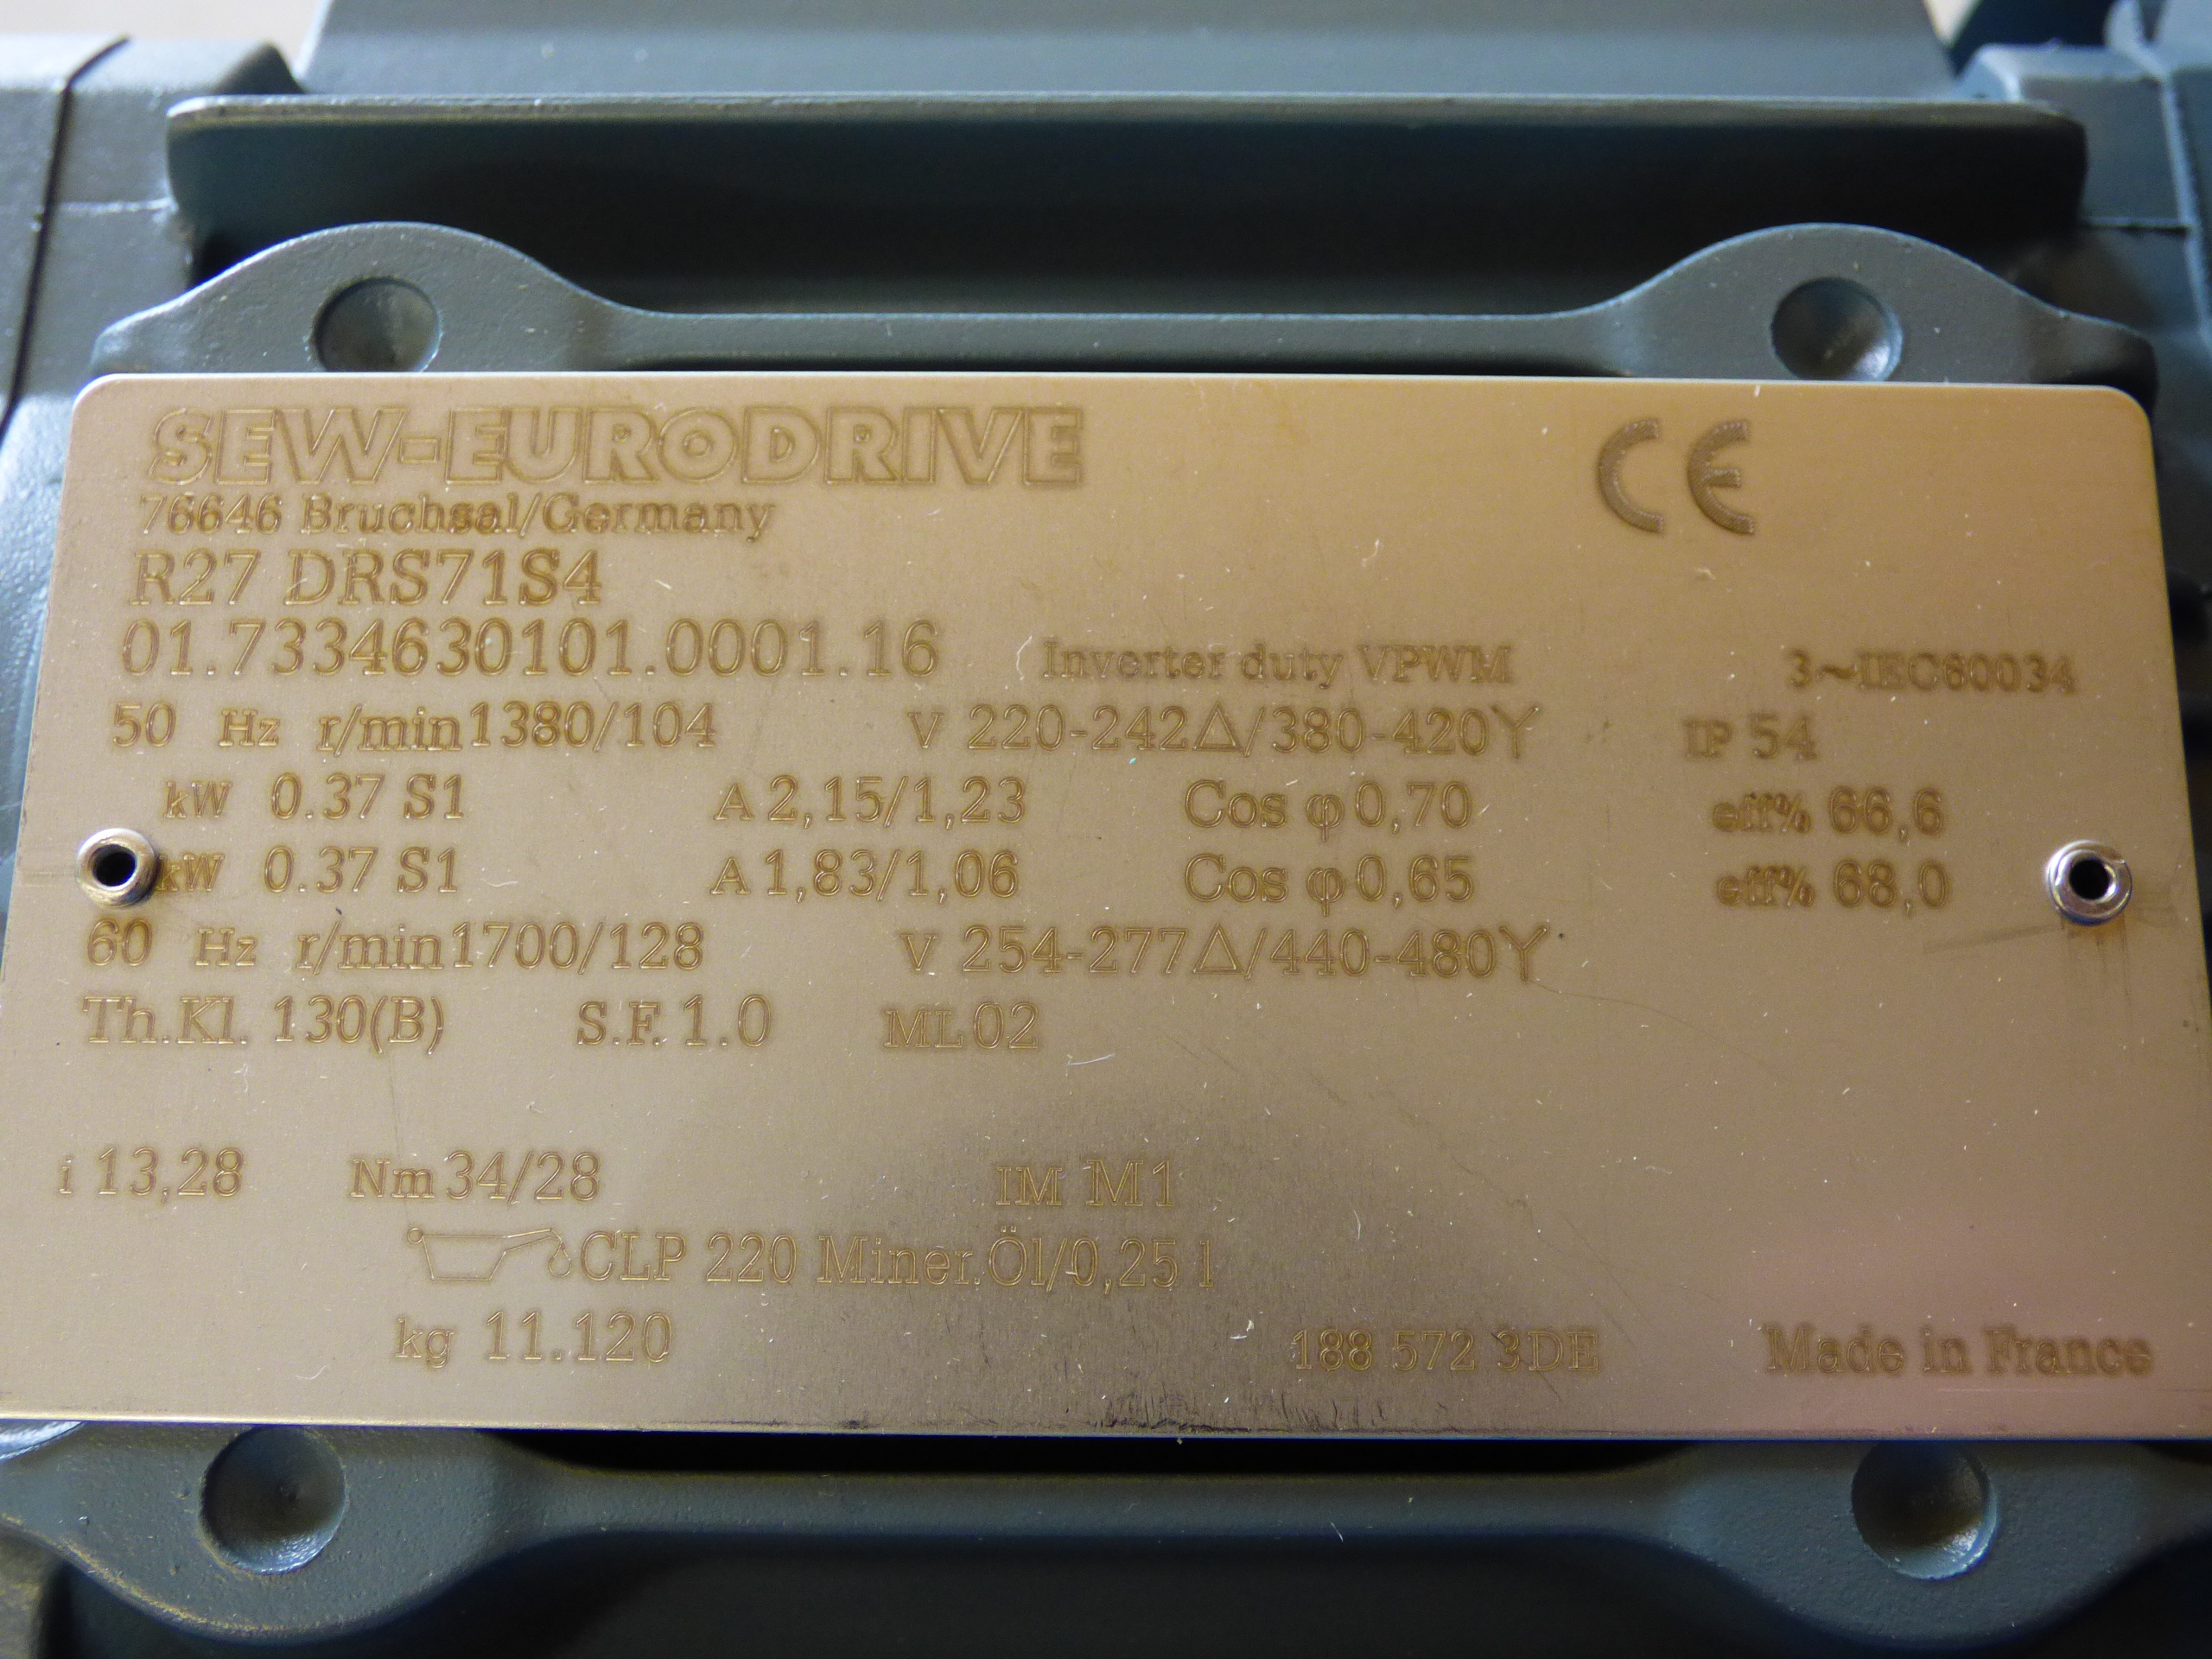 SEW-EURODRIVE
CE
76646 Bruchsal/Germany
R27 DRS71S4
01.7334630101.0001.16 Inverter duty VPWM 3~IEC60034
50 Hz r/min 1380/104 V 220-242△/380-420Y IP 54
kW 0.37 S1 A 2,15/1,23 Cos φ 0,70 eff% 66,6
kW 0.37 S1 A 1,83/1,06 Cos φ 0,65 eff% 68,0
60 Hz r/min 1700/128 V 254-277△/440-480Y
Th.Kl. 130(B) S.F. 1.0 ML 02
i 13,28 Nm 34/28 IM M1
CLP 220 Miner.Öl/0,25 l
kg 11.120 188 572 3DE Made in France